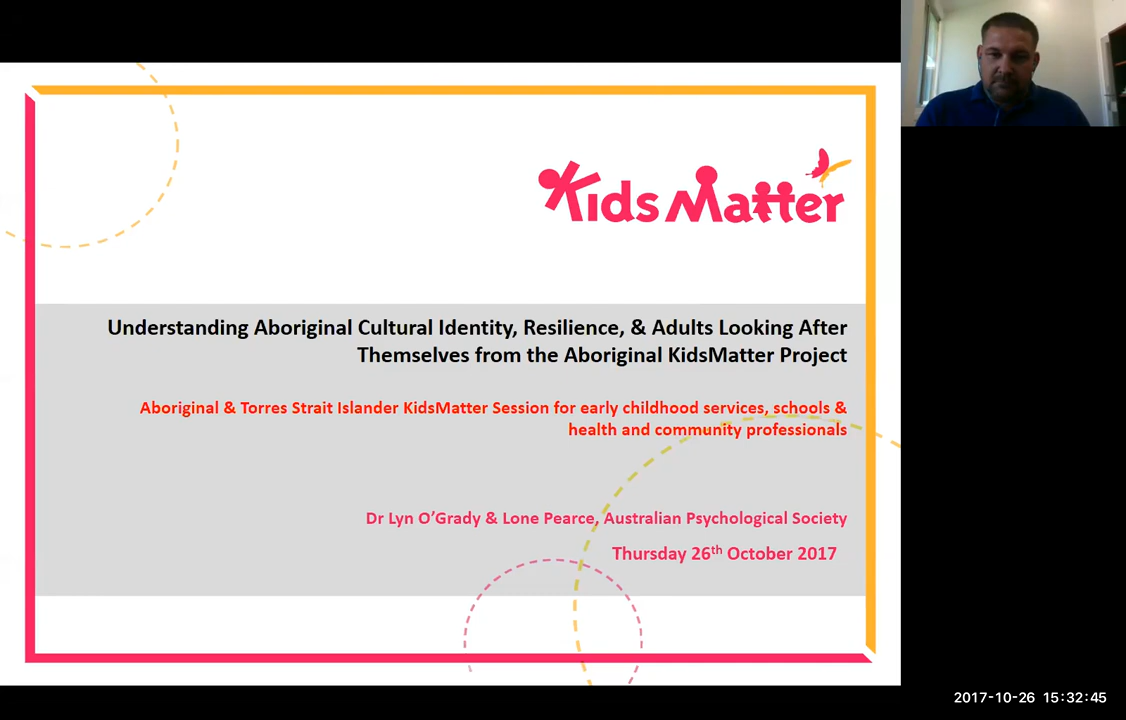 Kids Matter
Understanding Aboriginal Cultural Identity, Resilience, & Adults Looking After
Themselves from the Aboriginal KidsMatter Project
Aboriginal & Torres Strait Islander KidsMatter Session for early childhood services, schools &
health and community professionals
Dr Lyn O’Grady & Lone Pearce, Australian Psychological Society
Thursday 26th October 2017
2017-10-26 15:32:45